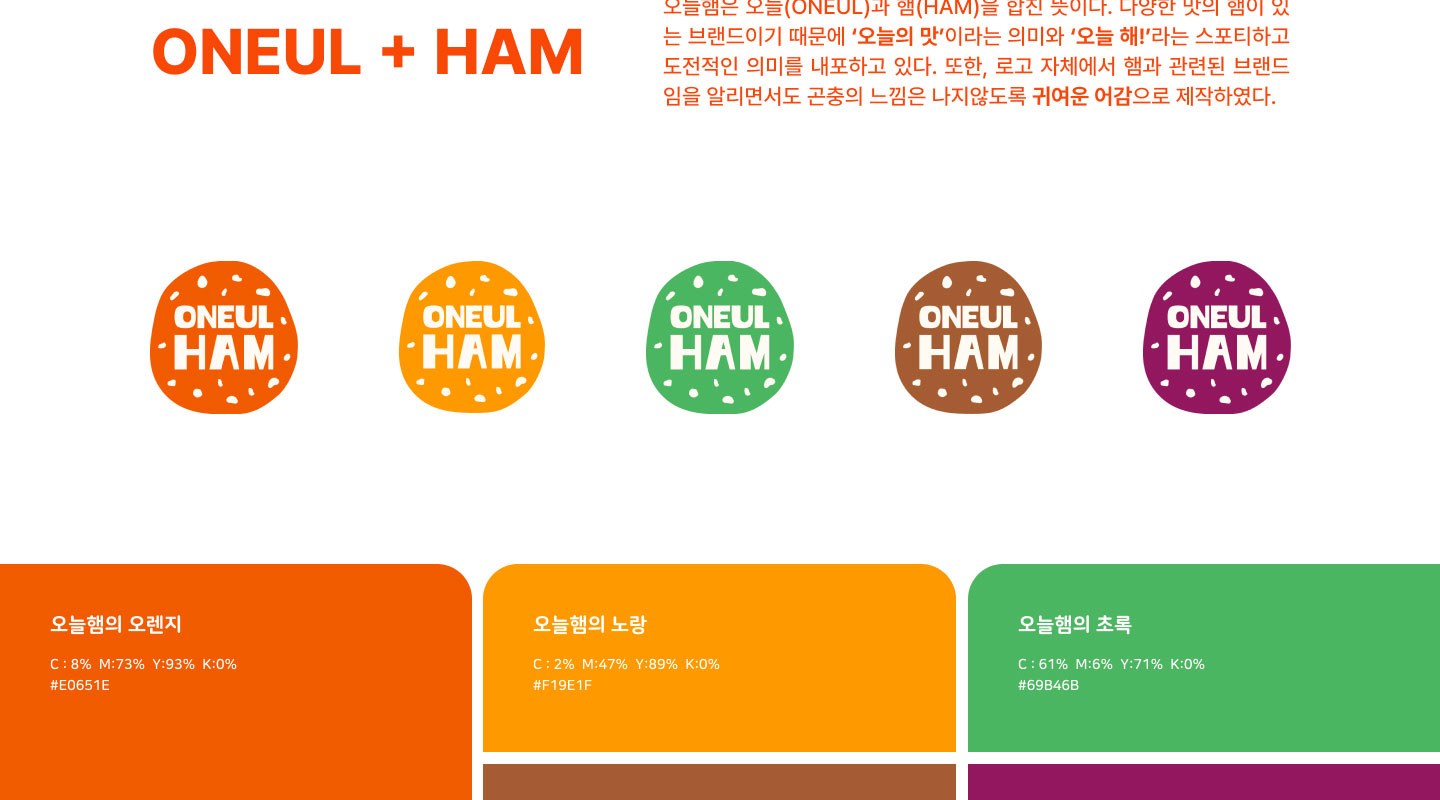 ONEUL + HAM
오늘햄은 오늘(ONEUL)과 햄(HAM)을 합친 뜻이다. 다양한 맛의 햄이 있
는 브랜드이기 때문에 ‘오늘의 맛‘이라는 의미와 ‘오늘 해!’라는 스포티하고
도전적인 의미를 내포하고 있다. 또한, 로고 자체에서 햄과 관련된 브랜드
임을 알리면서도 곤충의 느낌은 나지않도록 귀여운 어감으로 제작하였다.
ONEUL
HAM
ONEUL
HAM
ONEUL
HAM
ONEUL
HAM
ONEUL
HAM
오늘햄의 오렌지
C : 8% M:73% Y:93% K:0%
#E0651E
오늘햄의 노랑
C : 2% M:47% Y:89% K:0%
#F19E1F
오늘햄의 초록
C : 61% M:6% Y:71% K:0%
#69B46B